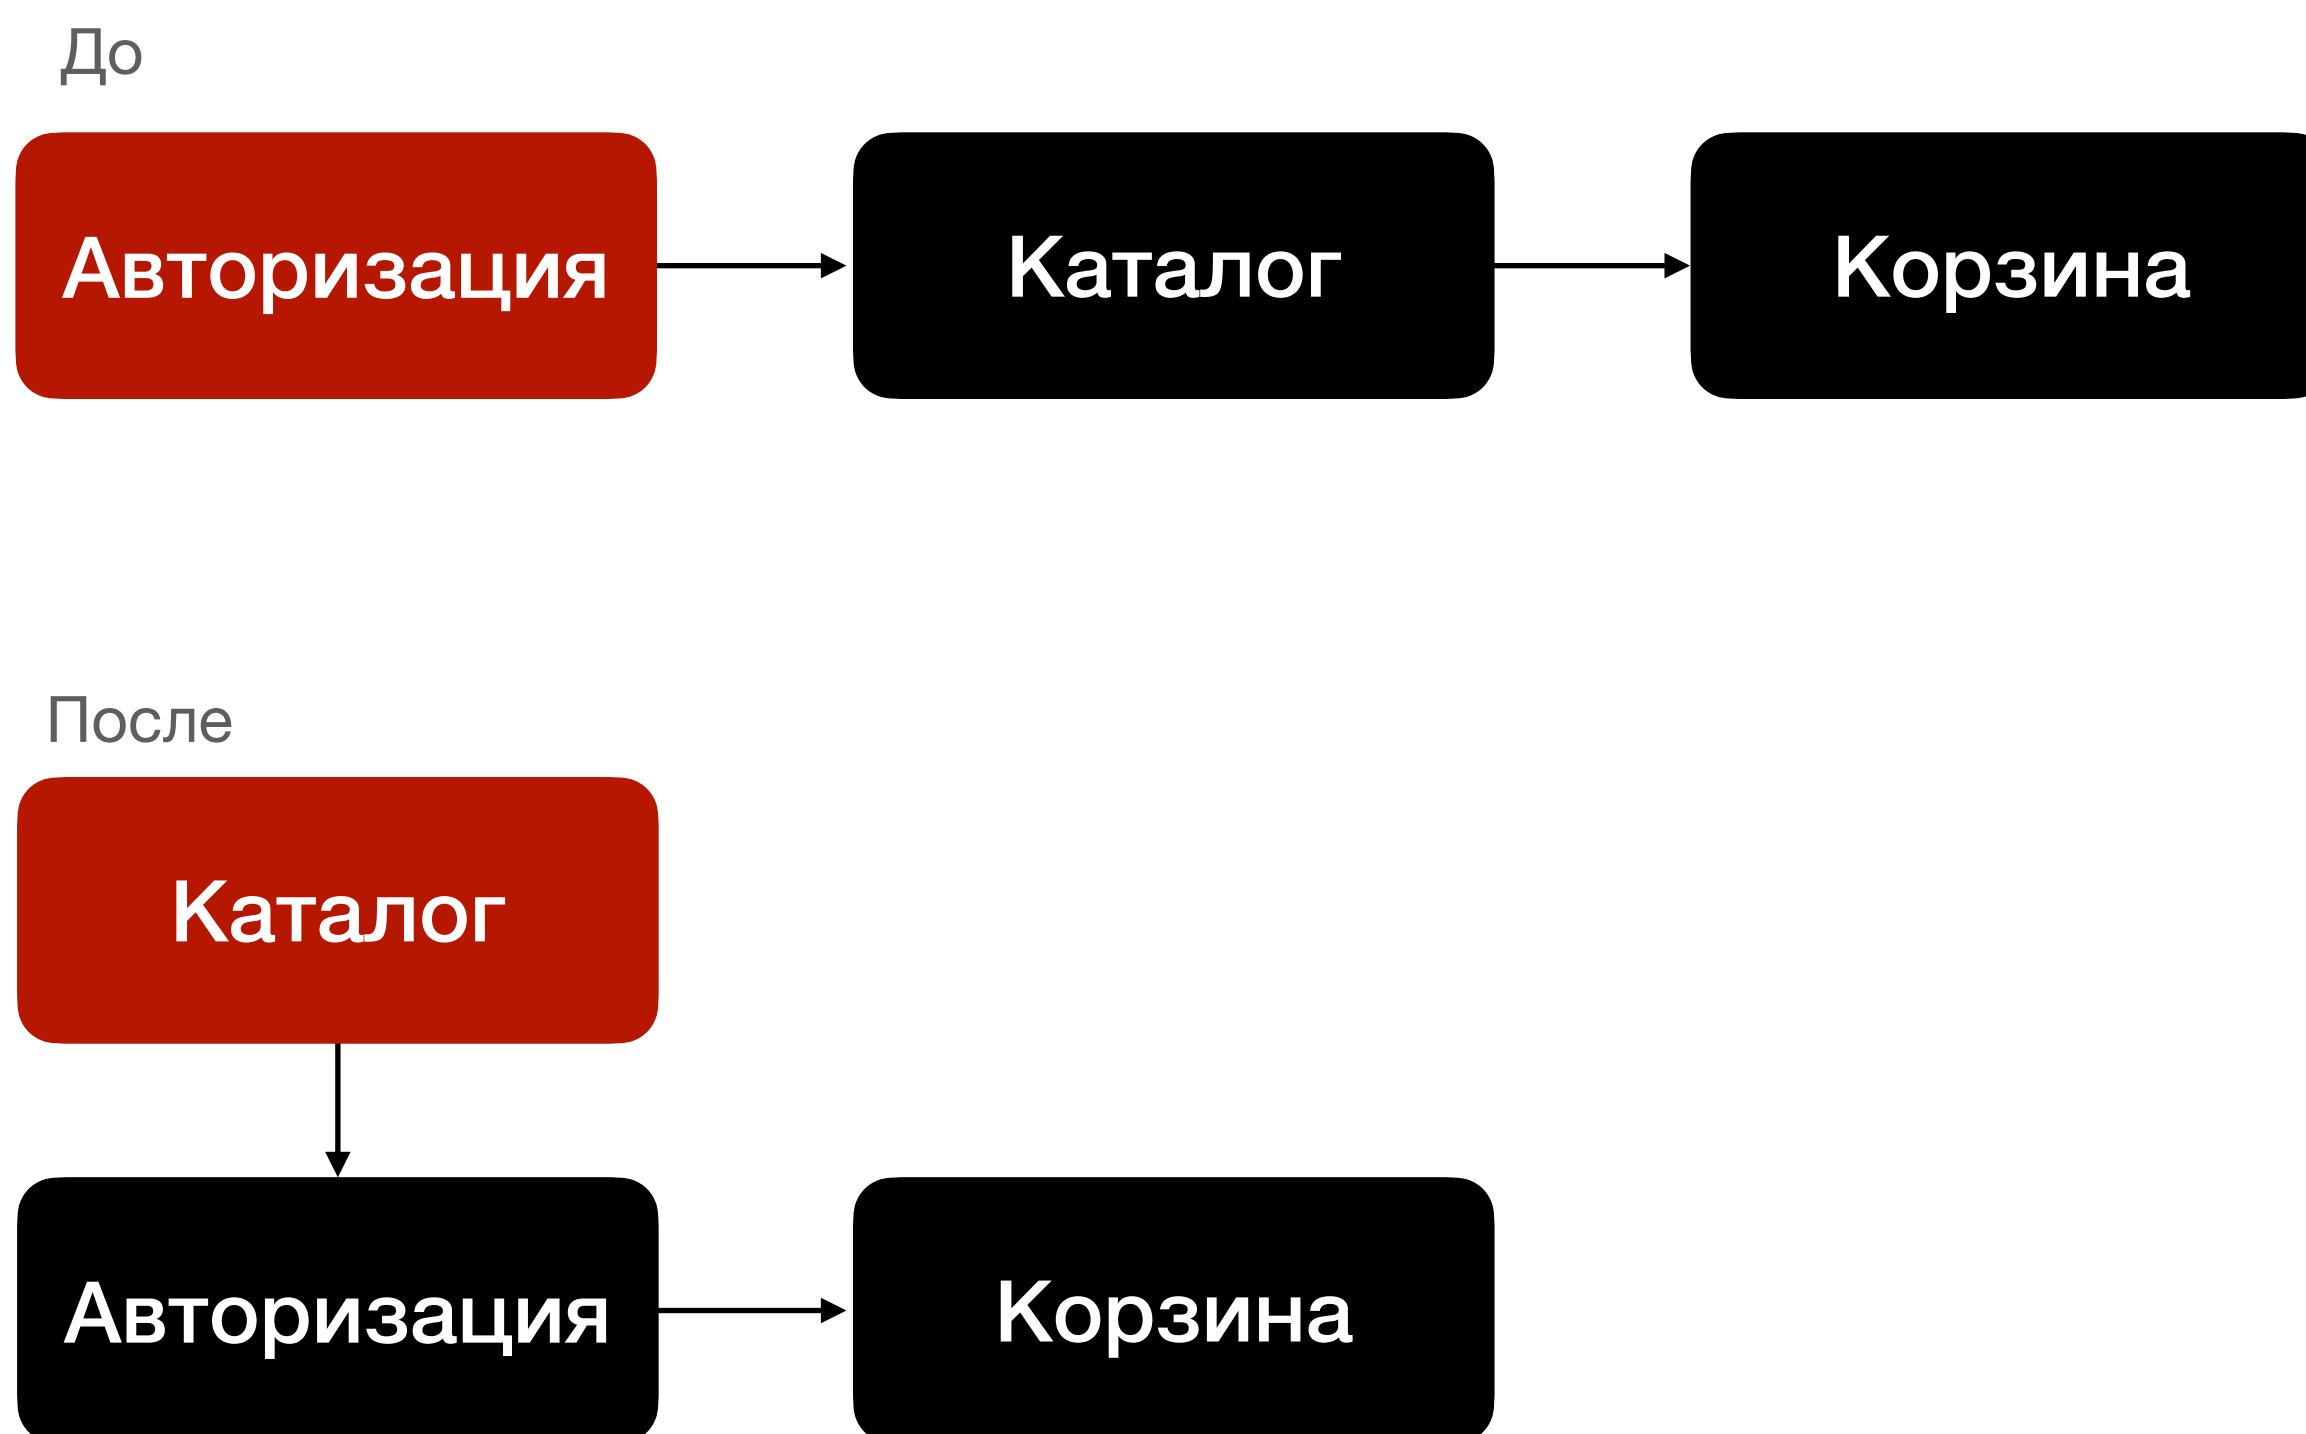 До
Авторизация
Каталог
Корзина
После
Каталог
Авторизация
Корзина